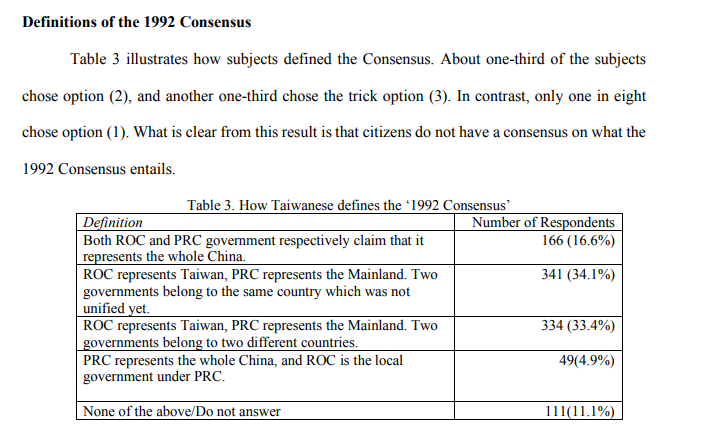 Definitions of the 1992 Consensus
Table 3 illustrates how subjects defined the Consensus. About one-third of the subjects
chose option (2), and another one-third chose the trick option (3). In contrast, only one in eight
chose option (1). What is clear from this result is that citizens do not have a consensus on what the
1992 Consensus entails.
Table 3. How Taiwanese defines the ‘1992 Consensus’
Definition Number of Respondents
Both ROC and PRC government respectively claim that it 166 (16.6%)
represents the whole China.
ROC represents Taiwan, PRC represents the Mainland. Two 341 (34.1%)
governments belong to the same country which was not
unified yet.
ROC represents Taiwan, PRC represents the Mainland. Two 334 (33.4%)
governments belong to two different countries.
PRC represents the whole China, and ROC is the local 49(4.9%)
government under PRC.
None of the above/Do not answer 111(11.1%)